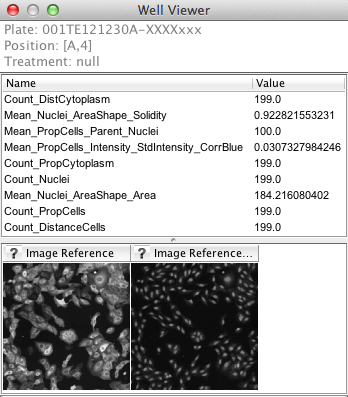 Well Viewer
Plate: 001TE121230A-XXXXxxx
Position: [A,4]
Treatment: null
Name Value
Count_DistCytoplasm 199.0
Mean_Nuclei_AreaShape_Solidity 0.922821553231
Mean_PropCells_Parent_Nuclei 100.0
Mean_PropCells_Intensity_StdIntensity_CorrBlue 0.0307327984246
Count_PropCytoplasm 199.0
Count_Nuclei 199.0
Mean_Nuclei_AreaShape_Area 184.216080402
Count_PropCells 199.0
Count_DistanceCells 199.0
? Image Reference ? Image Reference...